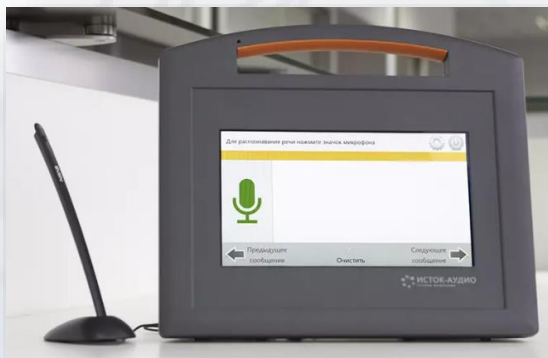 Для распознавания речи нажмите значок микрофона
Предыдущее
сообщение
Очистить
Следующее
сообщение
ИСТОК-АУДИО